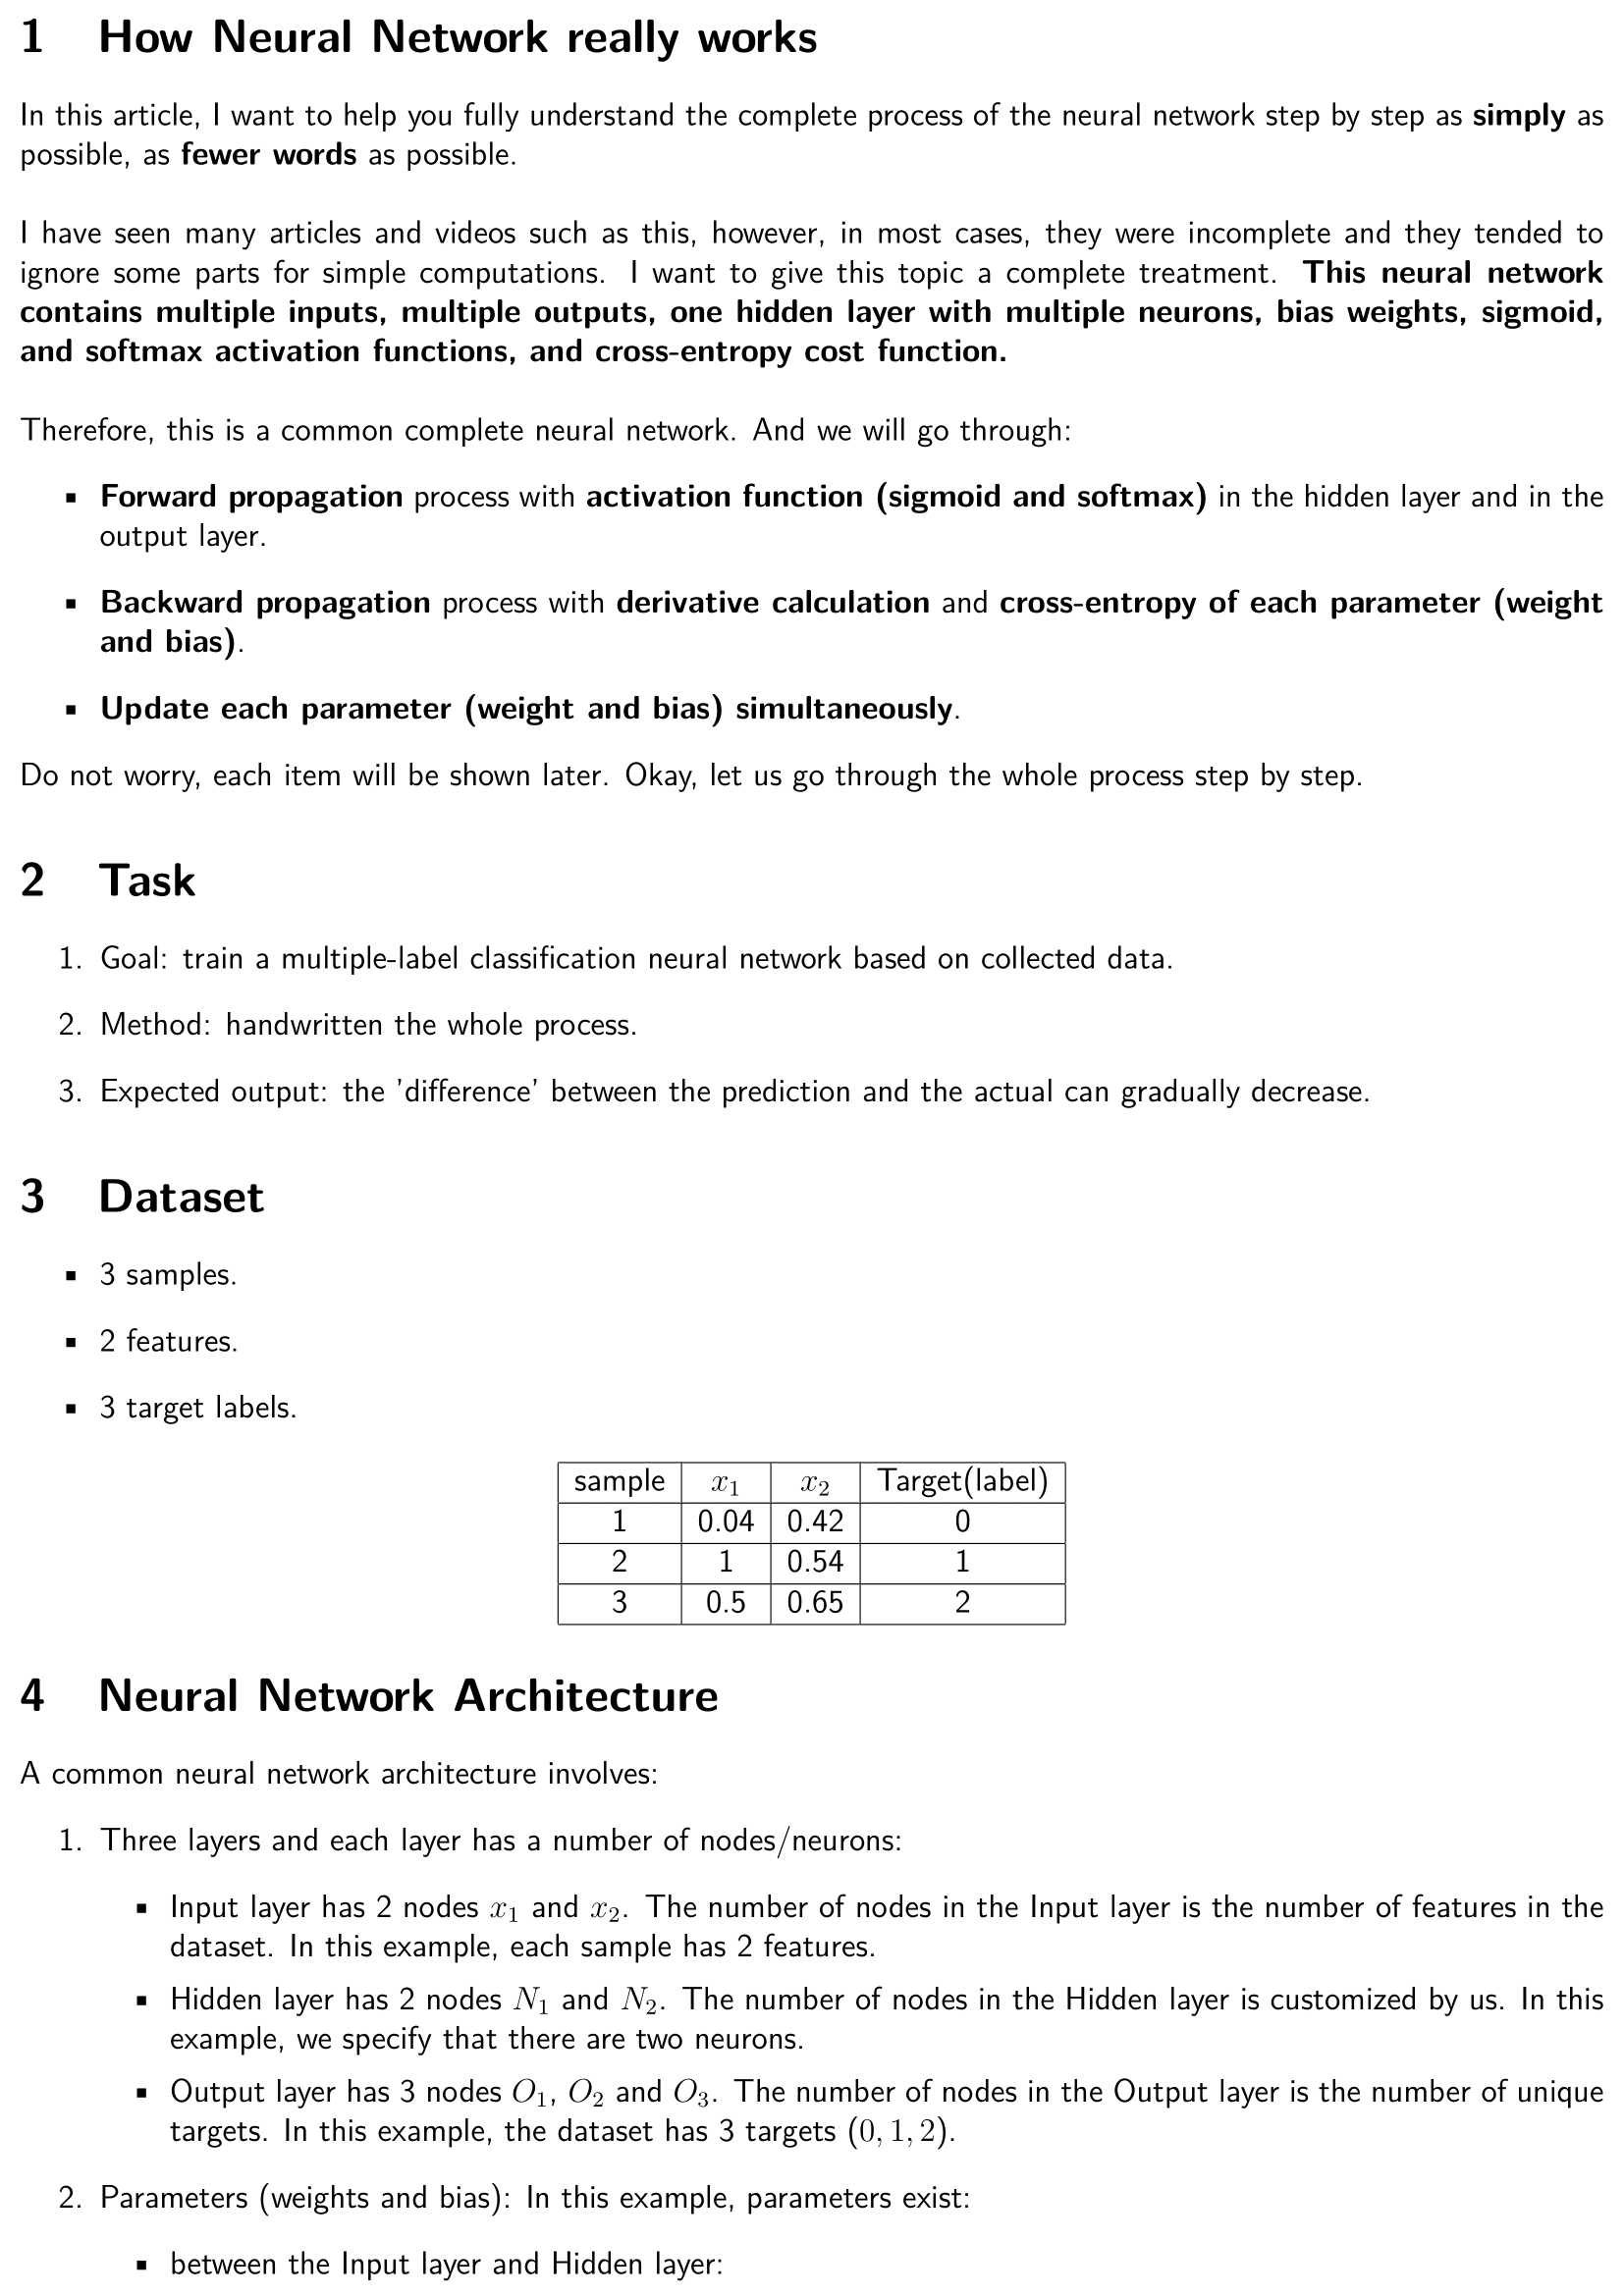 1 How Neural Network really works
In this article, I want to help you fully understand the complete process of the neural network step by step as simply as
possible, as fewer words as possible.
I have seen many articles and videos such as this, however, in most cases, they were incomplete and they tended to
ignore some parts for simple computations. I want to give this topic a complete treatment. This neural network
contains multiple inputs, multiple outputs, one hidden layer with multiple neurons, bias weights, sigmoid,
and softmax activation functions, and cross-entropy cost function.
Therefore, this is a common complete neural network. And we will go through:
▪ Forward propagation process with activation function (sigmoid and softmax) in the hidden layer and in the
output layer.
▪ Backward propagation process with derivative calculation and cross-entropy of each parameter (weight
and bias).
▪ Update each parameter (weight and bias) simultaneously.
Do not worry, each item will be shown later. Okay, let us go through the whole process step by step.
2 Task
1. Goal: train a multiple-label classification neural network based on collected data.
2. Method: handwritten the whole process.
3. Expected output: the 'difference' between the prediction and the actual can gradually decrease.
3 Dataset
▪ 3 samples.
▪ 2 features.
▪ 3 target labels.
sample x₁ x₂ Target(label)
1 0.04 0.42 0
2 1 0.54 1
3 0.5 0.65 2
4 Neural Network Architecture
A common neural network architecture involves:
1. Three layers and each layer has a number of nodes/neurons:
▪ Input layer has 2 nodes x₁ and x₂. The number of nodes in the Input layer is the number of features in the
dataset. In this example, each sample has 2 features.
▪ Hidden layer has 2 nodes N₁ and N₂. The number of nodes in the Hidden layer is customized by us. In this
example, we specify that there are two neurons.
▪ Output layer has 3 nodes O₁, O₂ and O₃. The number of nodes in the Output layer is the number of unique
targets. In this example, the dataset has 3 targets (0, 1, 2).
2. Parameters (weights and bias): In this example, parameters exist:
▪ between the Input layer and Hidden layer: